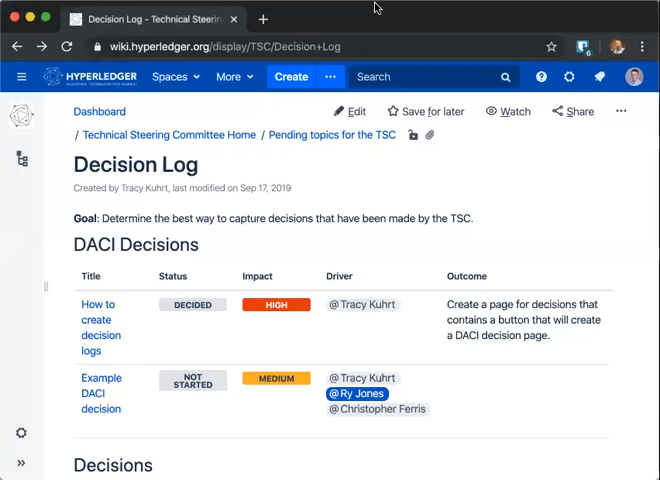 Decision Log - Technical Steerin
wiki.hyperledger.org/display/TSC/Decision+Log
HYPERLEDGER
Spaces
More
Create
Search
Dashboard
Edit
Save for later
Watch
Share
/ Technical Steering Committee Home / Pending topics for the TSC
Decision Log
Created by Tracy Kuhrt, last modified on Sep 17, 2019
Goal: Determine the best way to capture decisions that have been made by the TSC.
DACI Decisions
Title Status Impact Driver Outcome
How to create decision logs
DECIDED
HIGH
@Tracy Kuhrt
Create a page for decisions that
contains a button that will create
a DACI decision page.
Example
DACI
decision
NOT
STARTED
MEDIUM
@Tracy Kuhrt
@Ry Jones
@Christopher Ferris
Decisions